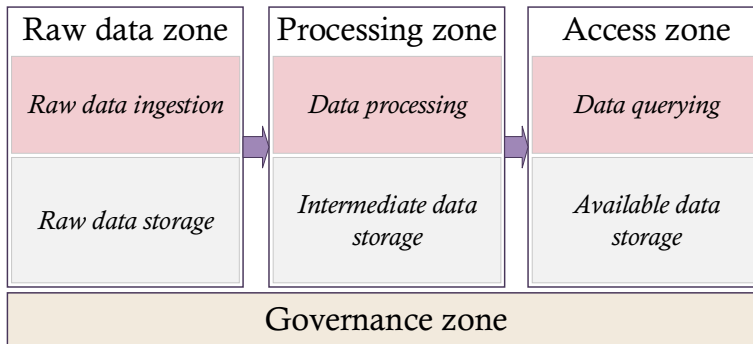 Raw data zone
Raw data ingestion
Raw data storage
Processing zone
Data processing
Intermediate data
storage
Access zone
Data querying
Available data
storage
Governance zone